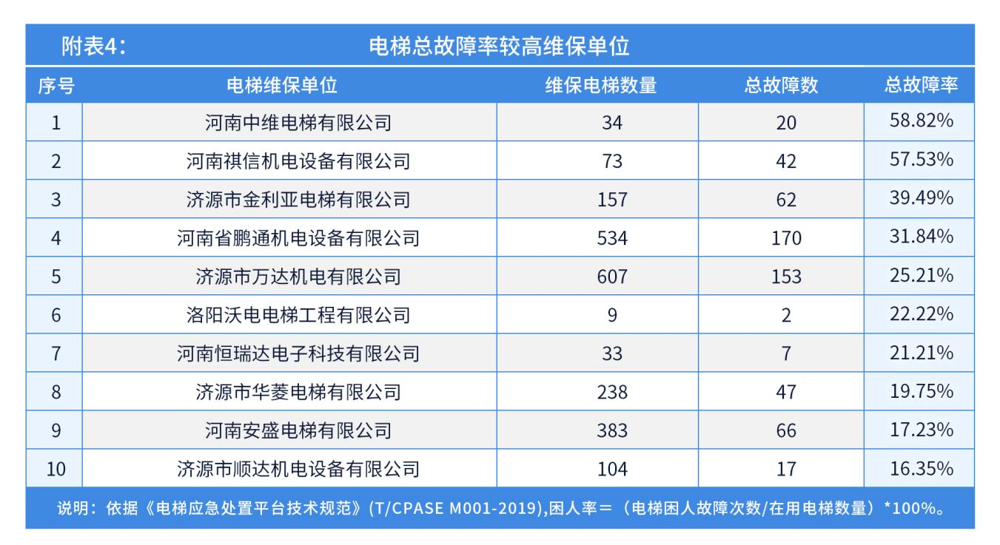 附表4： 电梯总故障率较高维保单位
序号 电梯维保单位 维保电梯数量 总故障数 总故障率
1 河南中维电梯有限公司 34 20 58.82%
2 河南祺信机电设备有限公司 73 42 57.53%
3 济源市金利亚电梯有限公司 157 62 39.49%
4 河南省鹏通机电设备有限公司 534 170 31.84%
5 济源市万达机电有限公司 607 153 25.21%
6 洛阳沃电电梯工程有限公司 9 2 22.22%
7 河南恒瑞达电子科技有限公司 33 7 21.21%
8 济源市华菱电梯有限公司 238 47 19.75%
9 河南安盛电梯有限公司 383 66 17.23%
10 济源市顺达机电设备有限公司 104 17 16.35%
说明：依据《电梯应急处置平台技术规范》(T/CPASE M001-2019),困人率＝（电梯困人故障次数/在用电梯数量）*100%。